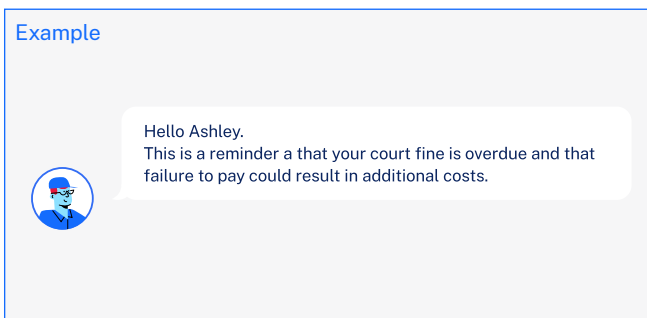 Example
Hello Ashley.
This is a reminder a that your court fine is overdue and that
failure to pay could result in additional costs.